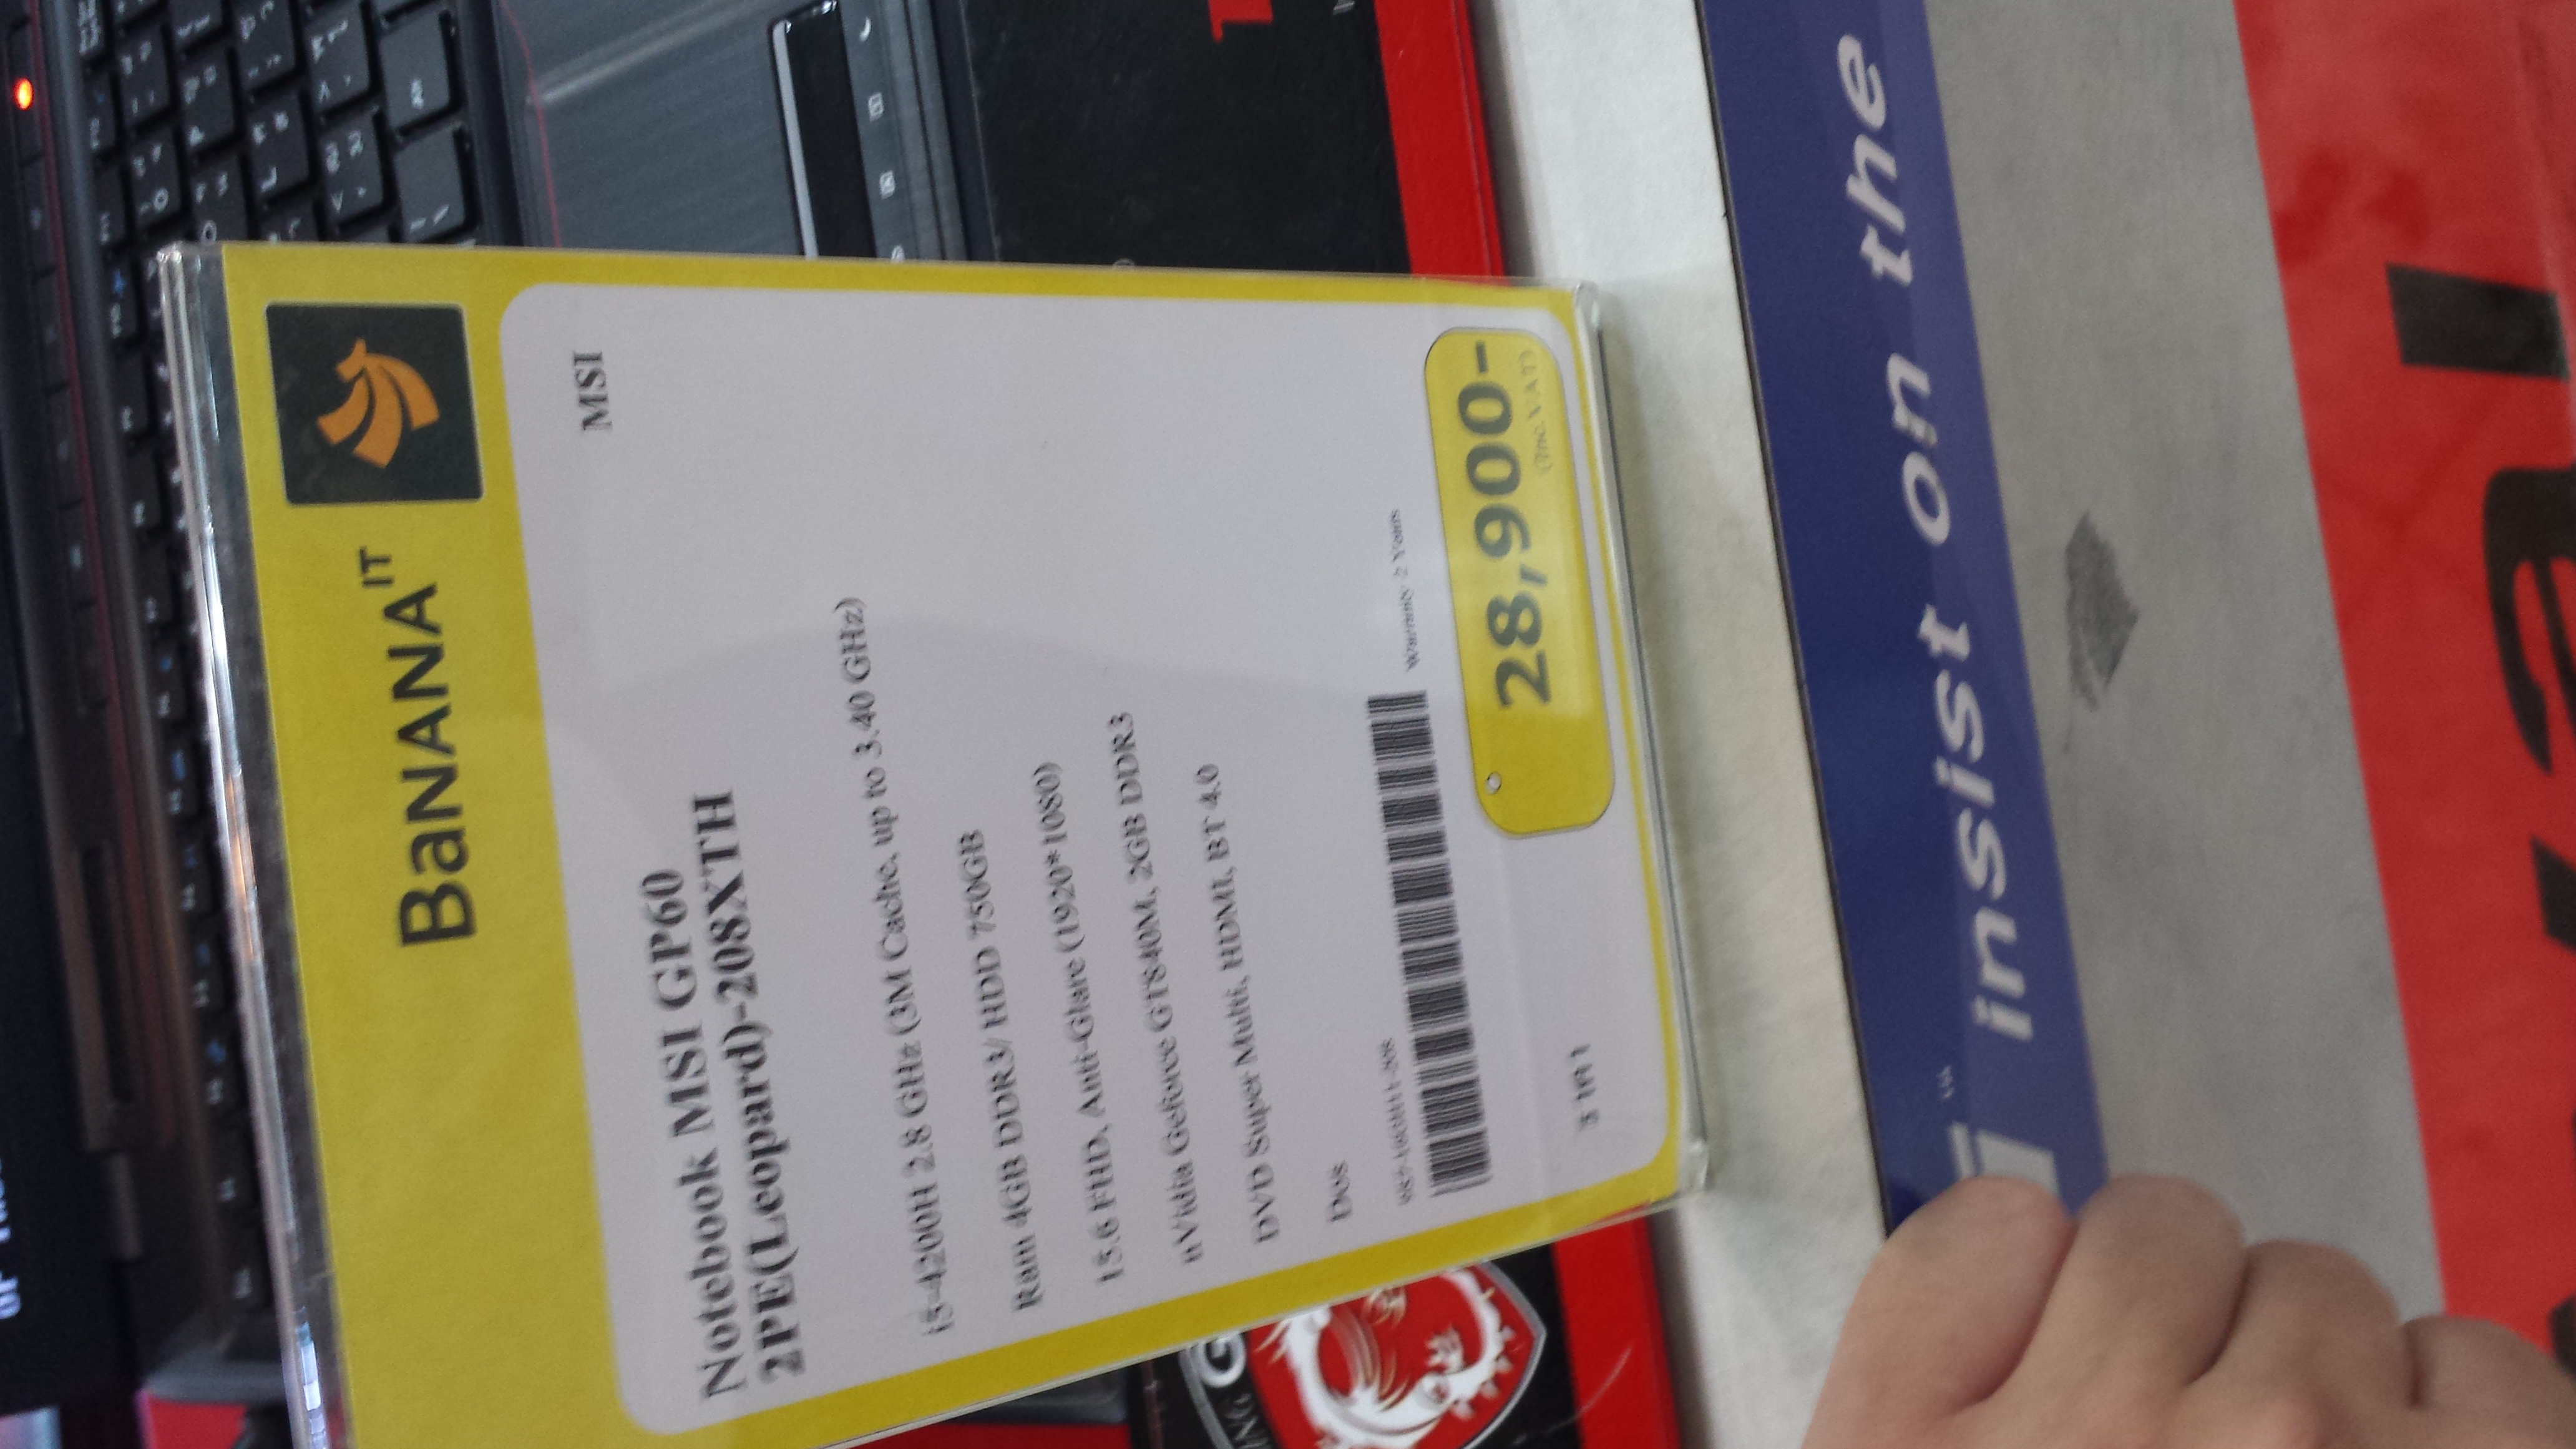 BaNANA IT
MSI
Notebook MSI GP60
2PE(Leopard)-208XTH
i5-4200H 2.8 GHz (3M Cache, up to 3.40 GHz)
Ram 4GB DDR3/ HDD 750GB
15.6 FHD, Anti-Glare (1920*1080)
nVidia Geforce GT840M, 2GB DDR3
DVD Super Multi, HDMI, BT 4.0
Dos
Warranty 2 Years
28,900-
(Inc.VAT)
insist on the